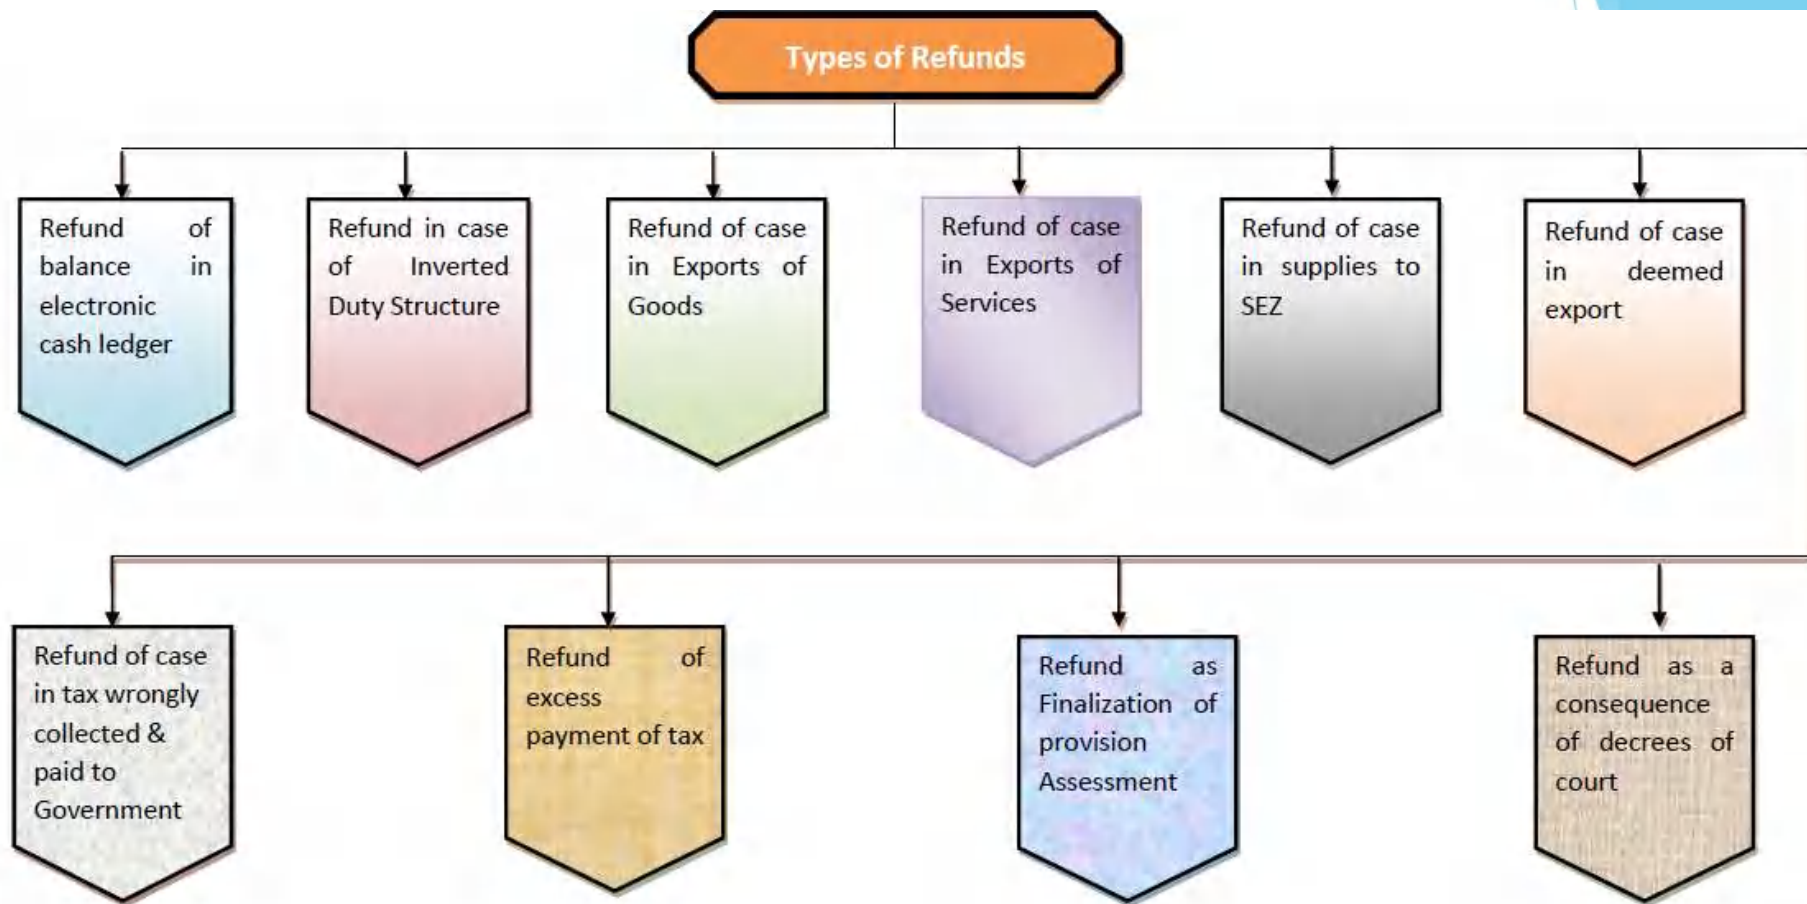 Types of Refunds
Refund of
balance in
electronic
cash ledger
Refund in case
of Inverted
Duty Structure
Refund of case
in Exports of
Goods
Refund of case
in Exports of
Services
Refund of case
in supplies to
SEZ
Refund of case
in deemed
export
Refund of case
in tax wrongly
collected &
paid to
Government
Refund of
excess
payment of tax
Refund as
Finalization of
provision
Assessment
Refund as a
consequence
of decrees of
court